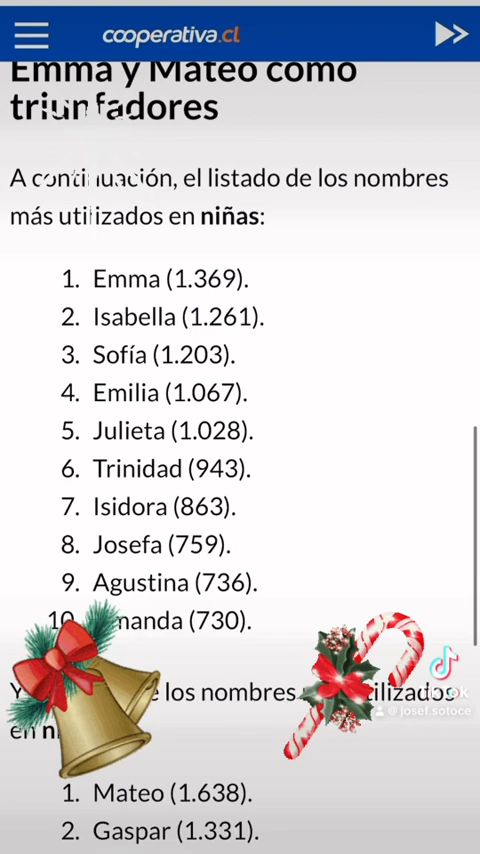 cooperativa.cl
Emma y Mateo como
triunfadores
A continuación, el listado de los nombres
más utilizados en niñas:
1. Emma (1.369).
2. Isabella (1.261).
3. Sofía (1.203).
4. Emilia (1.067).
5. Julieta (1.028).
6. Trinidad (943).
7. Isidora (863).
8. Josefa (759).
9. Agustina (736).
10. manda (730).
Y los nombres utilizados
en
1. Mateo (1.638).
2. Gaspar (1.331).
@josef.sotoce